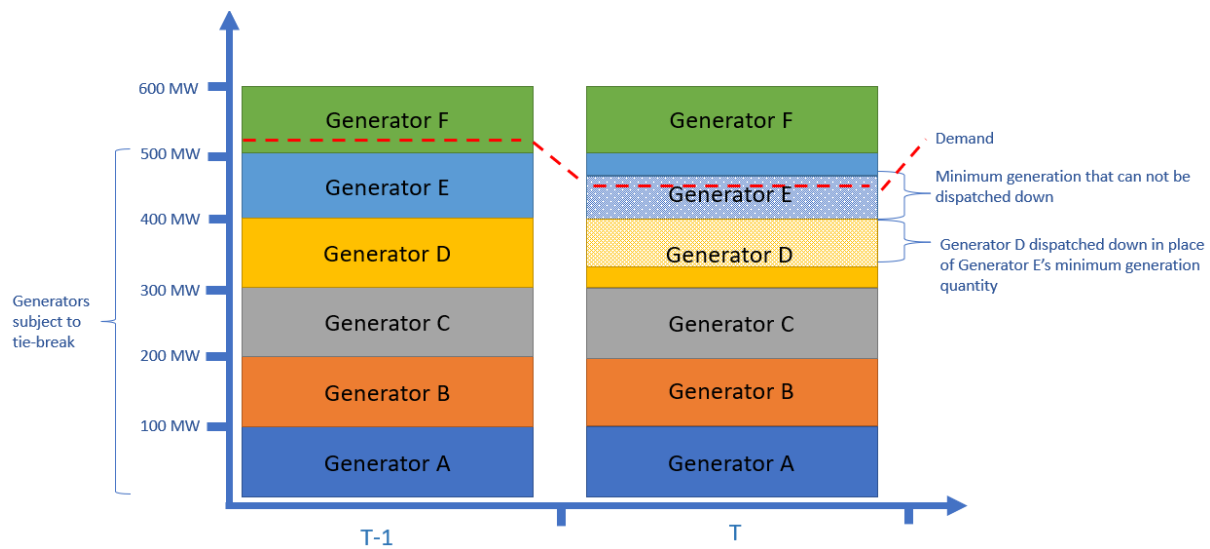 600 MW
500 MW
400 MW
300 MW
200 MW
100 MW
Generators
subject to
tie-break
Generator F
Generator E
Generator D
Generator C
Generator B
Generator A
T-1
Generator F
Generator E
Generator D
Generator C
Generator B
Generator A
T
Demand
Minimum generation that can not be
dispatched down
Generator D dispatched down in place
of Generator E’s minimum generation
quantity